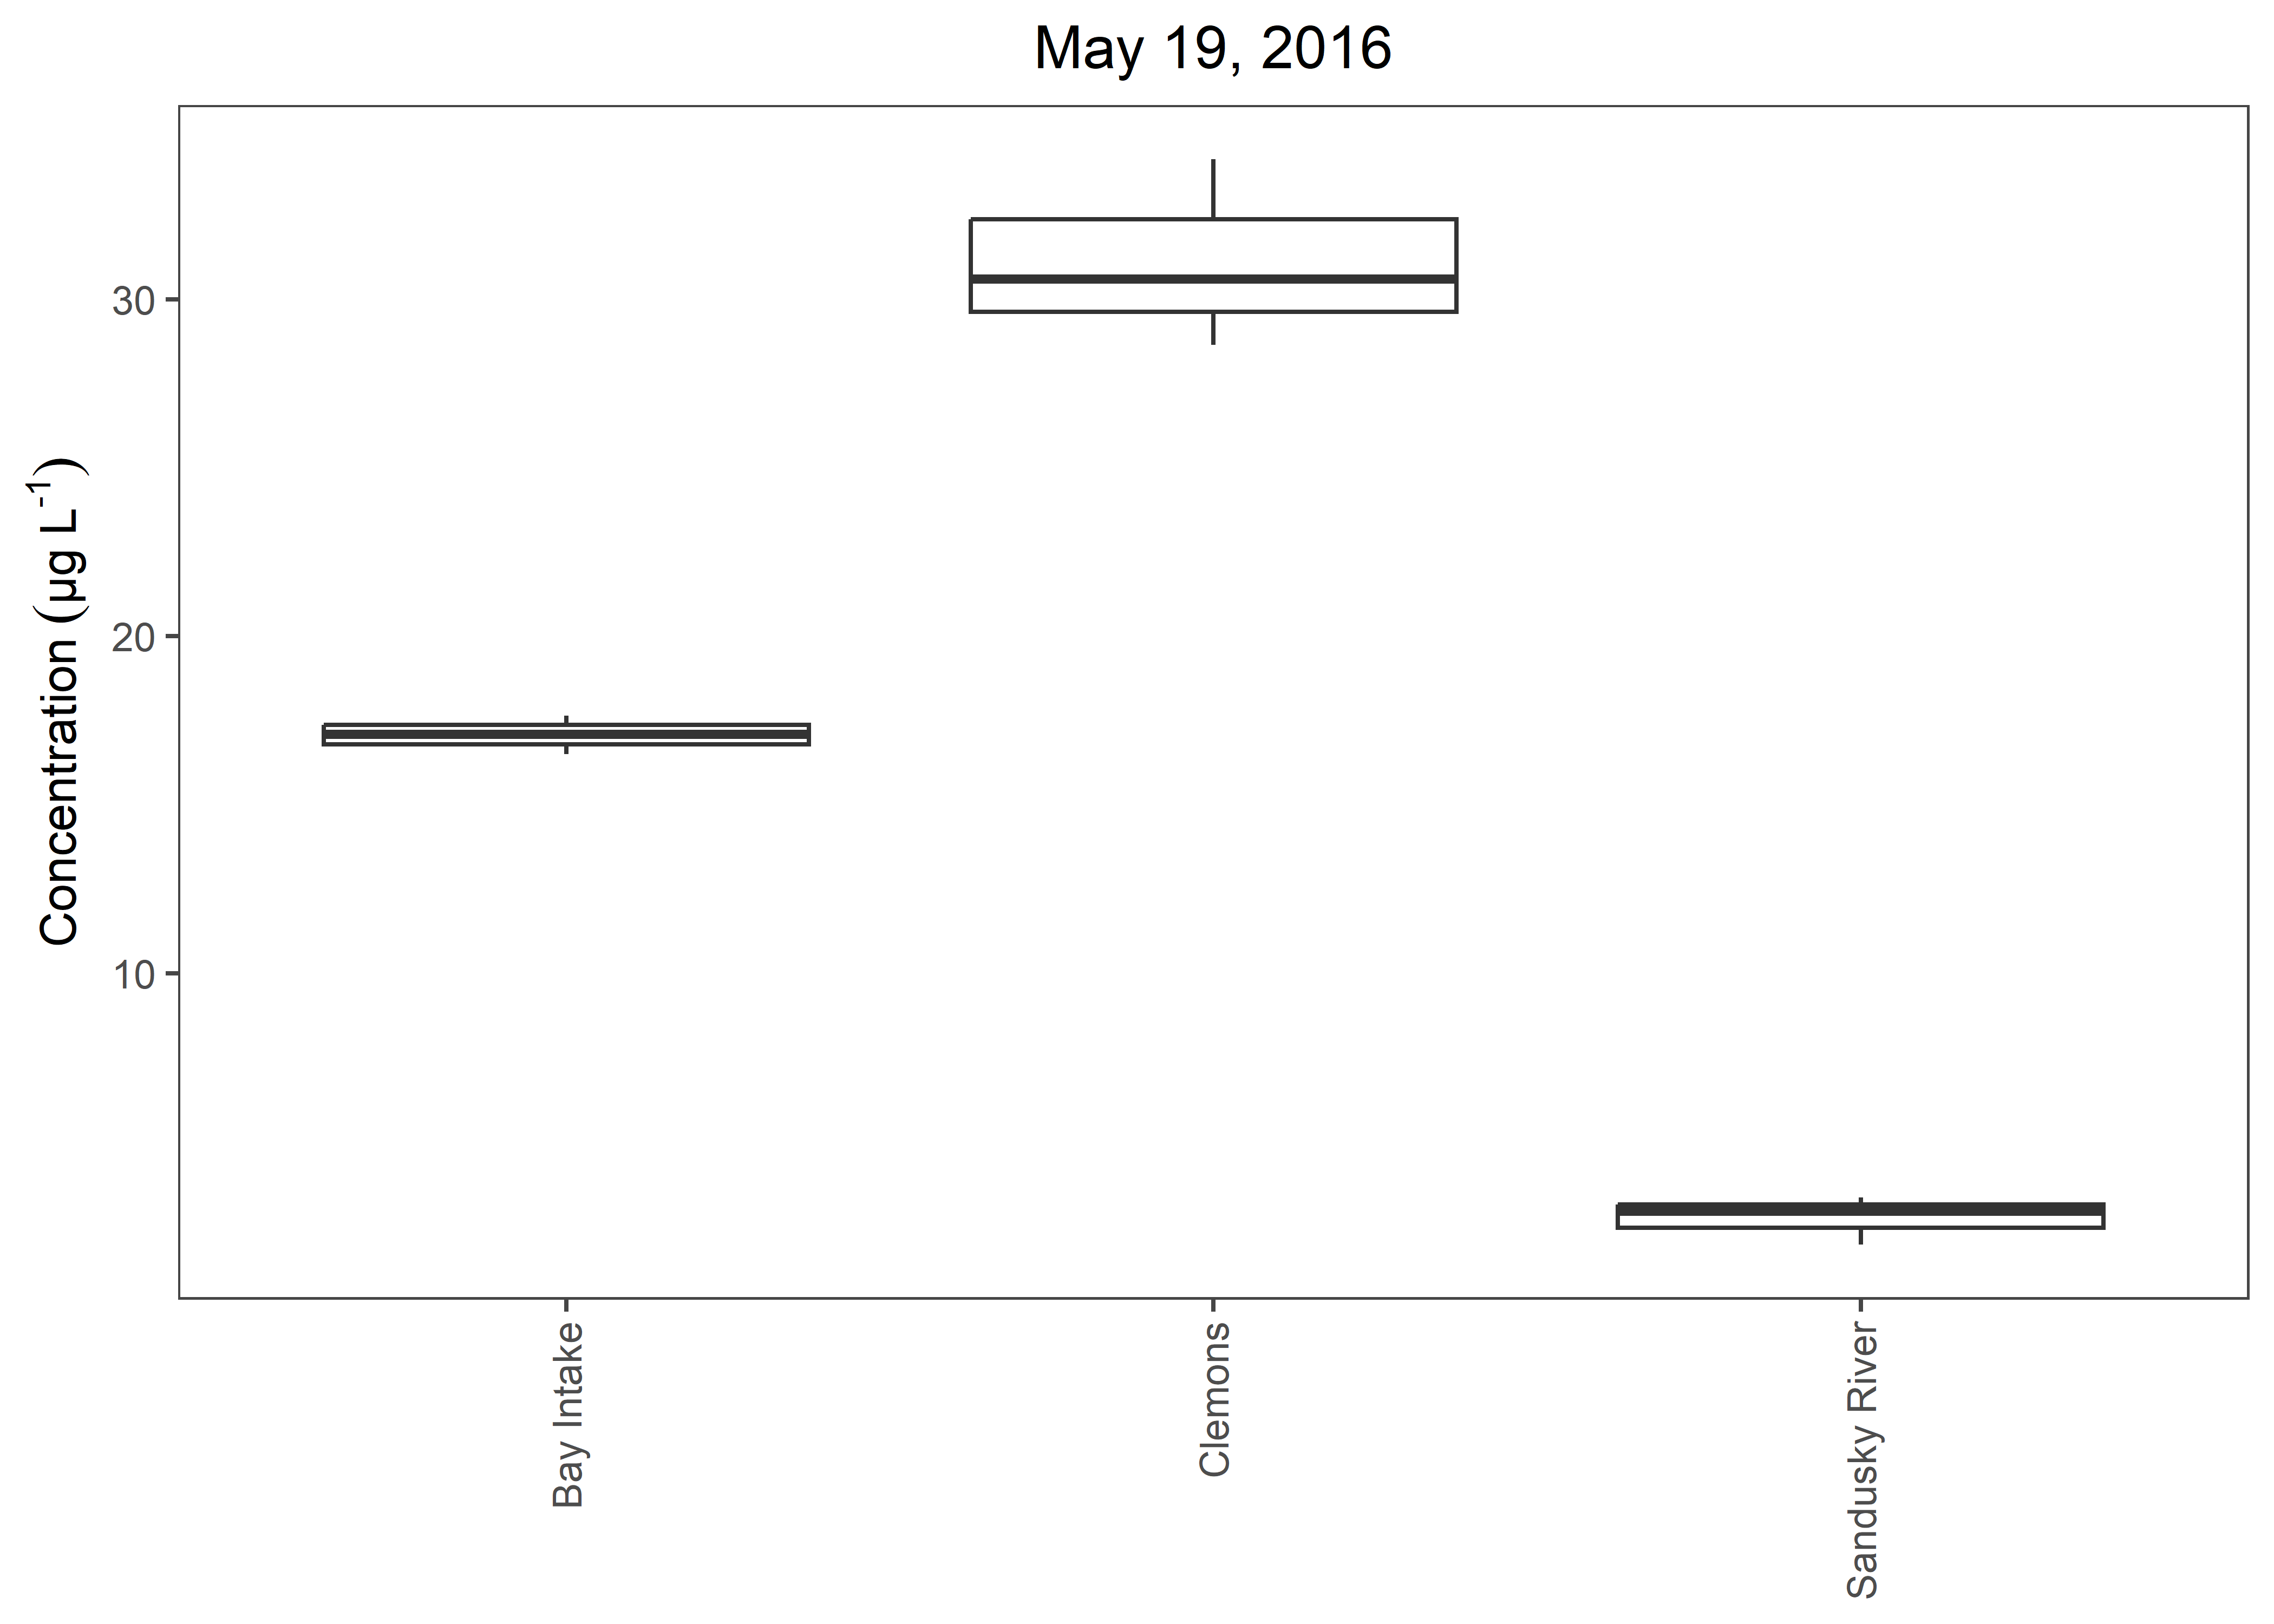 May 19, 2016
Concentration (µg L⁻¹)
30
20
10
Bay Intake
Clemons
Sandusky River